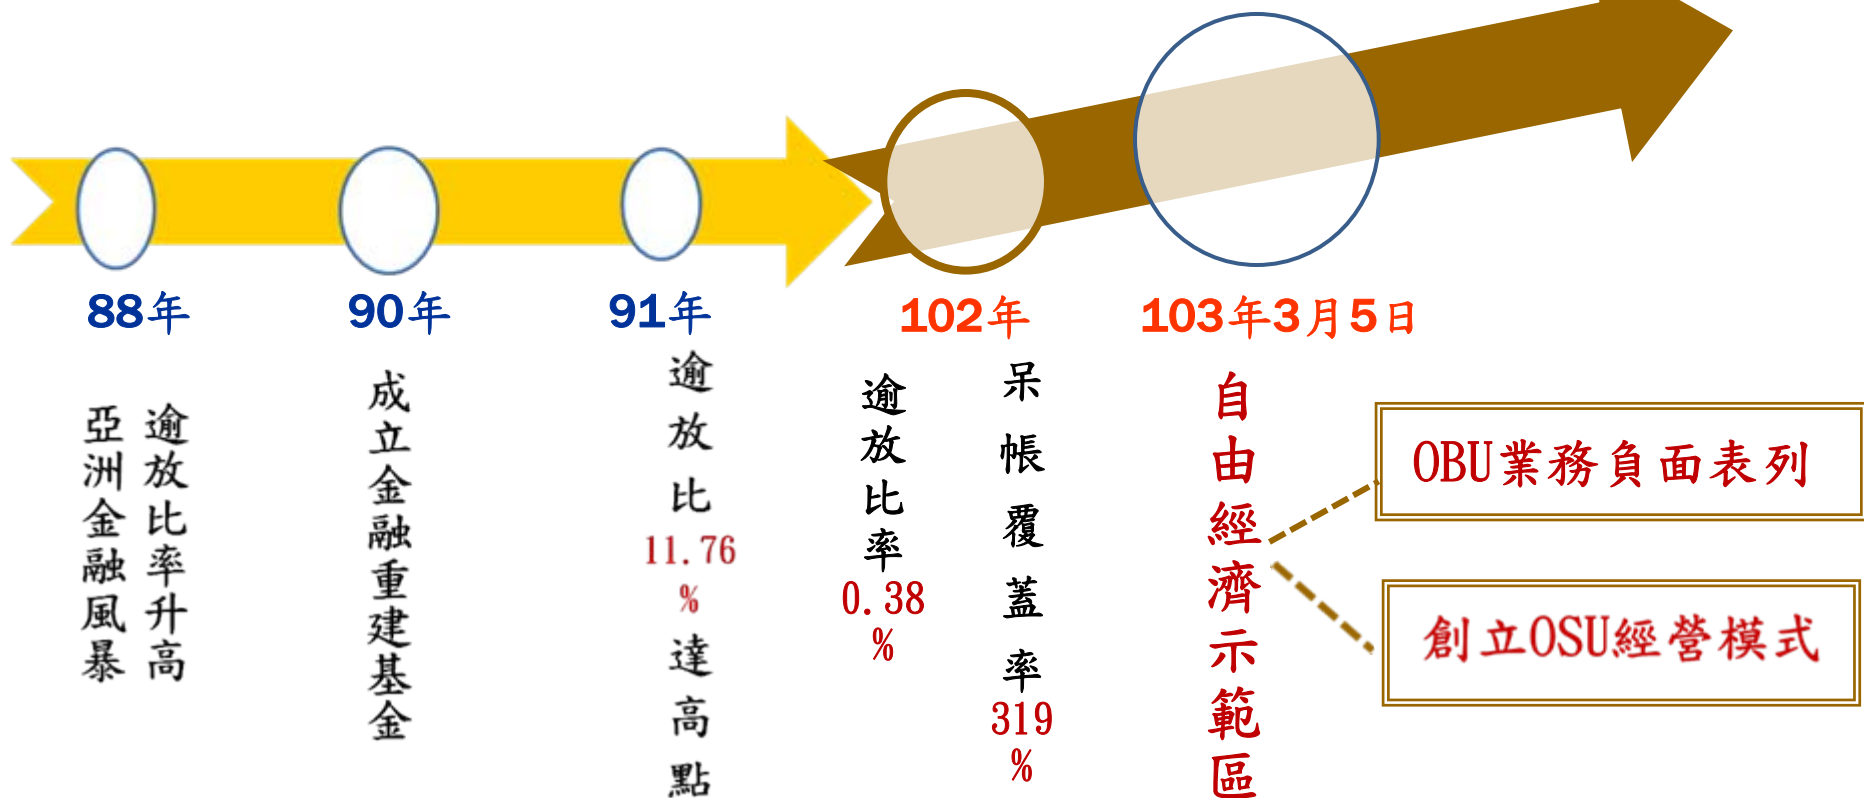 88年
亞洲金融風暴
逾放比率升高
90年
成立金融重建基金
91年
逾放比
11.76
%
達高點
102年
逾放比率
0.38
%
呆帳覆蓋率
319
%
103年3月5日
自由經濟示範區
OBU業務負面表列
創立OSU經營模式